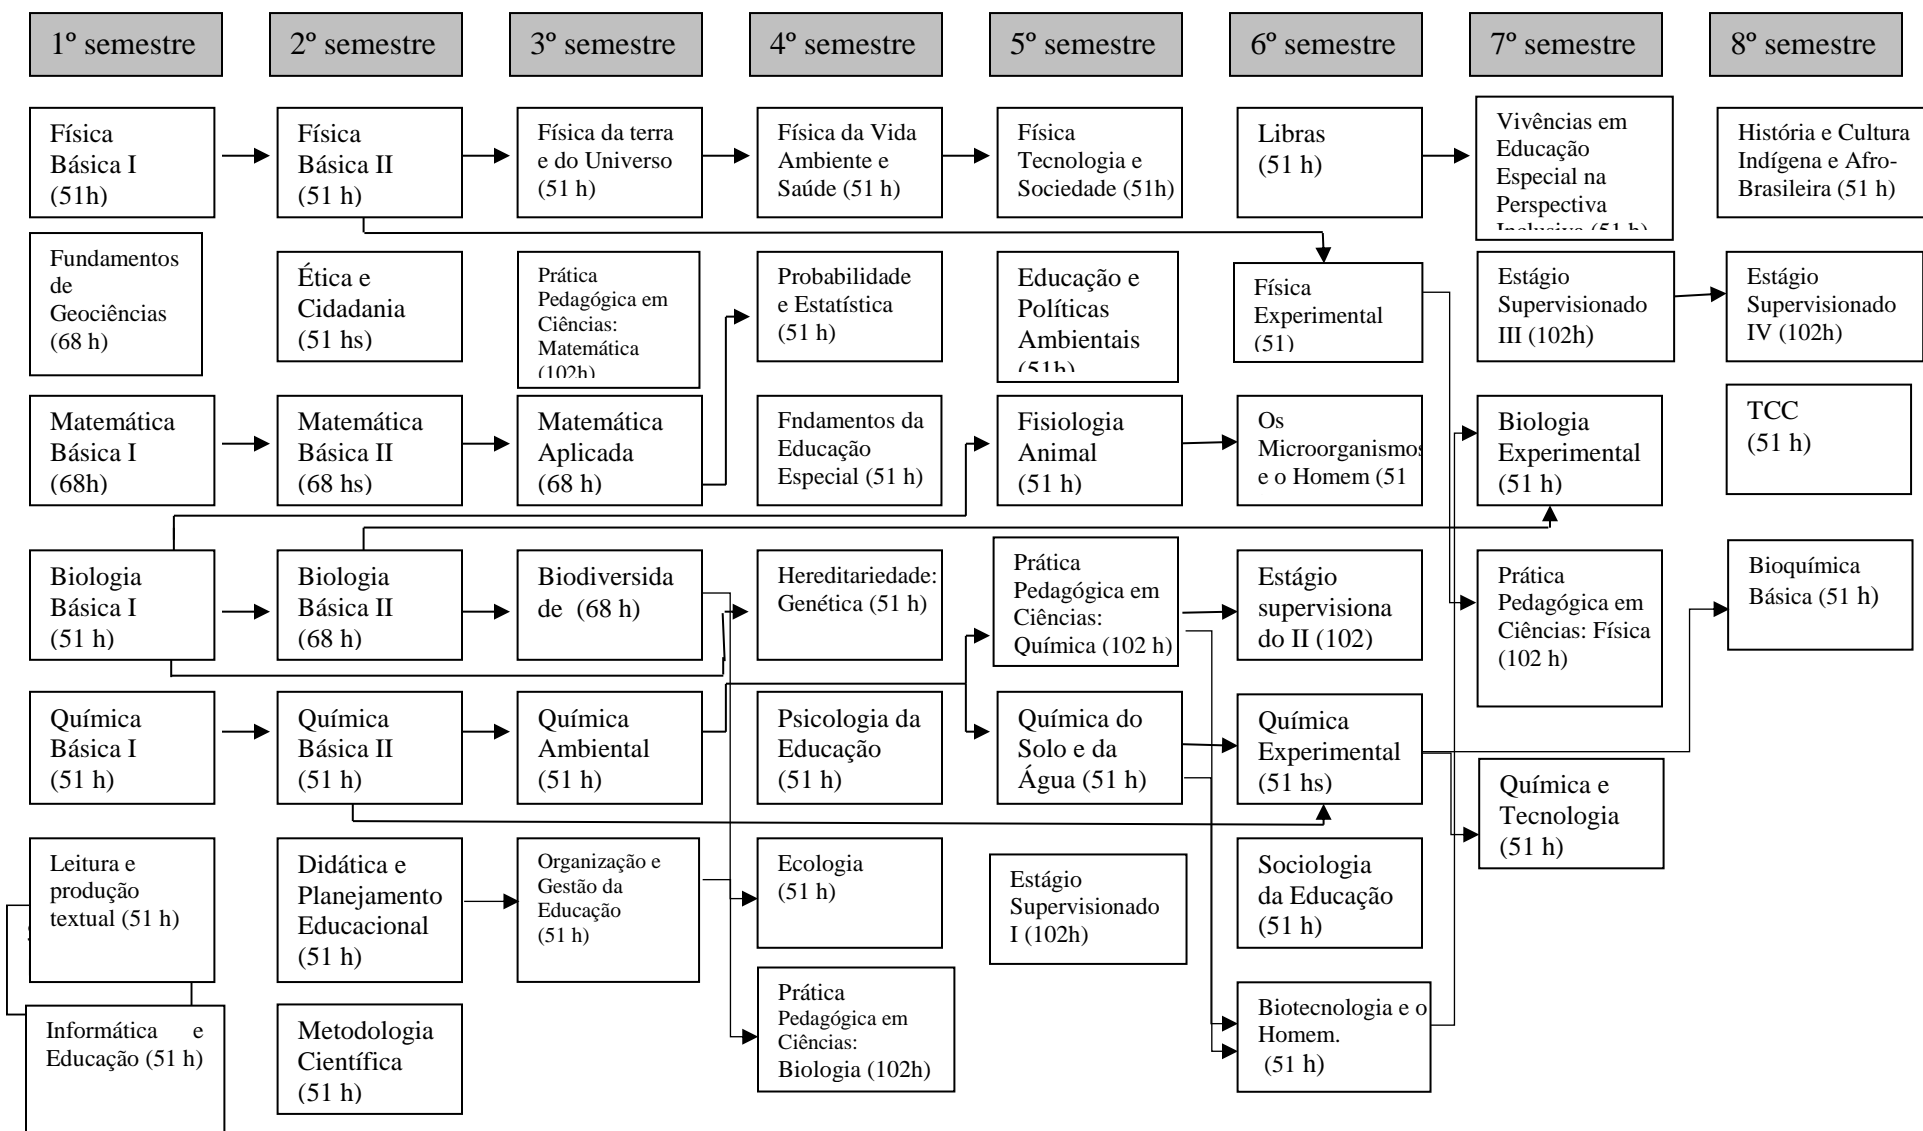 1º semestre
2º semestre
3º semestre
4º semestre
5º semestre
6º semestre
7º semestre
8º semestre
Física
Básica I
(51h)
Física
Básica II
(51 h)
Física da terra
e do Universo
(51 h)
Física da Vida
Ambiente e
Saúde (51 h)
Física
Tecnologia e
Sociedade (51h)
Libras
(51 h)
Vivências em
Educação
Especial na
Perspectiva
Inclusiva (51 h)
História e Cultura
Indígena e Afro-
Brasileira (51 h)
Fundamentos
de
Geociências
(68 h)
Ética e
Cidadania
(51 hs)
Prática
Pedagógica em
Ciências:
Matemática
(102h)
Probabilidade
e Estatística
(51 h)
Educação e
Políticas
Ambientais
(51h)
Física
Experimental
(51)
Estágio
Supervisionado
III (102h)
Estágio
Supervisionado
IV (102h)
Matemática
Básica I
(68h)
Matemática
Básica II
(68 hs)
Matemática
Aplicada
(68 h)
Fndamentos da
Educação
Especial (51 h)
Fisiologia
Animal
(51 h)
Os
Microorganismos
e o Homem (51
Biologia
Experimental
(51 h)
TCC
(51 h)
Biologia
Básica I
(51 h)
Biologia
Básica II
(68 h)
Biodiversida
de (68 h)
Hereditariedade:
Genética (51 h)
Prática
Pedagógica em
Ciências:
Química (102 h)
Estágio
supervisiona
do II (102)
Prática
Pedagógica em
Ciências: Física
(102 h)
Bioquímica
Básica (51 h)
Química
Básica I
(51 h)
Química
Básica II
(51 h)
Química
Ambiental
(51 h)
Psicologia da
Educação
(51 h)
Química do
Solo e da
Água (51 h)
Química
Experimental
(51 hs)
Química e
Tecnologia
(51 h)
Leitura e
produção
textual (51 h)
Didática e
Planejamento
Educacional
(51 h)
Organização e
Gestão da
Educação
(51 h)
Ecologia
(51 h)
Estágio
Supervisionado
I (102h)
Sociologia
da Educação
(51 h)
Informática e
Educação (51 h)
Metodologia
Científica
(51 h)
Prática
Pedagógica em
Ciências:
Biologia (102h)
Biotecnologia e o
Homem.
(51 h)